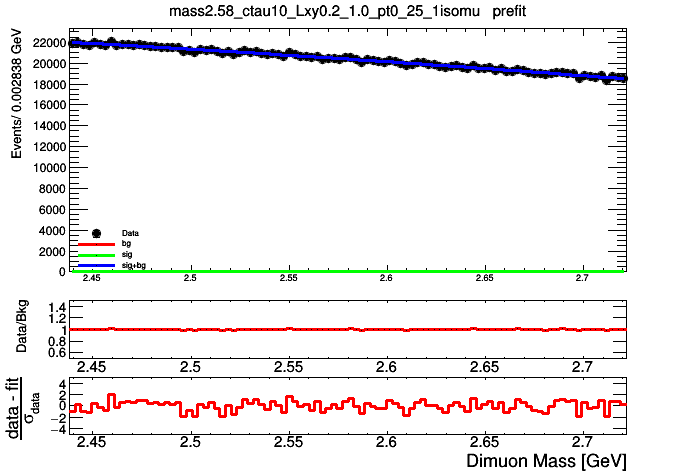 mass2.58_ctau10_Lxy0.2_1.0_pt0_25_1isomu prefit
Events/ 0.002838 GeV
22000
20000
18000
16000
14000
12000
10000
8000
6000
4000
2000
0
Data
bg
sig
sig+bg
2.45 2.5 2.55 2.6 2.65 2.7
Data/Bkg
1.4
1.2
1
0.8
0.6
2.45 2.5 2.55 2.6 2.65 2.7
data - fit
σdata
4
2
0
−2
−4
2.45 2.5 2.55 2.6 2.65 2.7
Dimuon Mass [GeV]